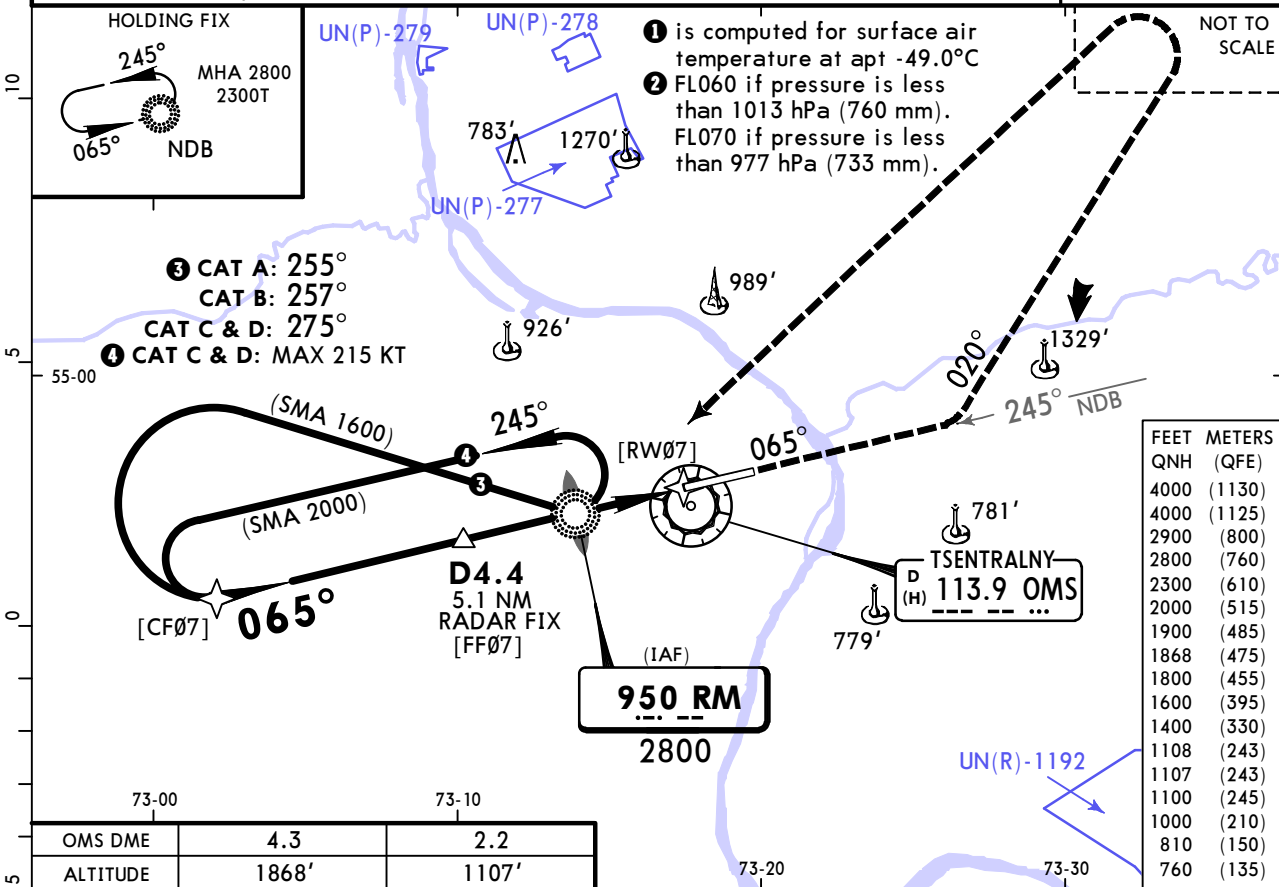 HOLDING FIX
245°
MHA 2800
2300T
065°
NDB
UN(P)-279
UN(P)-278
❶ is computed for surface air
temperature at apt -49.0°C
❷ FL060 if pressure is less
than 1013 hPa (760 mm).
FL070 if pressure is less
than 977 hPa (733 mm).
NOT TO
SCALE
10
783'
1270'
UN(P)-277
❸ CAT A: 255°
CAT B: 257°
CAT C & D: 275°
❹ CAT C & D: MAX 215 KT
989'
926'
1329'
5
55-00
020°
245° NDB
(SMA 1600)
245°
[RWØ7]
065°
❹
❸
(SMA 2000)
781'
TSENTRALNY
D
(H) 113.9 OMS
D4.4
5.1 NM
RADAR FIX
[FFØ7]
[CFØ7]
065°
0
779'
(IAF)
950 RM
2800
UN(R)-1192
73-00
73-10
73-20
73-30
5
FEET METERS
QNH (QFE)
4000 (1130)
4000 (1125)
2900 (800)
2800 (760)
2300 (610)
2000 (515)
1900 (485)
1868 (475)
1800 (455)
1600 (395)
1400 (330)
1108 (243)
1107 (243)
1100 (245)
1000 (210)
810 (150)
760 (135)
OMS DME 4.3 2.2
ALTITUDE 1868' 1107'